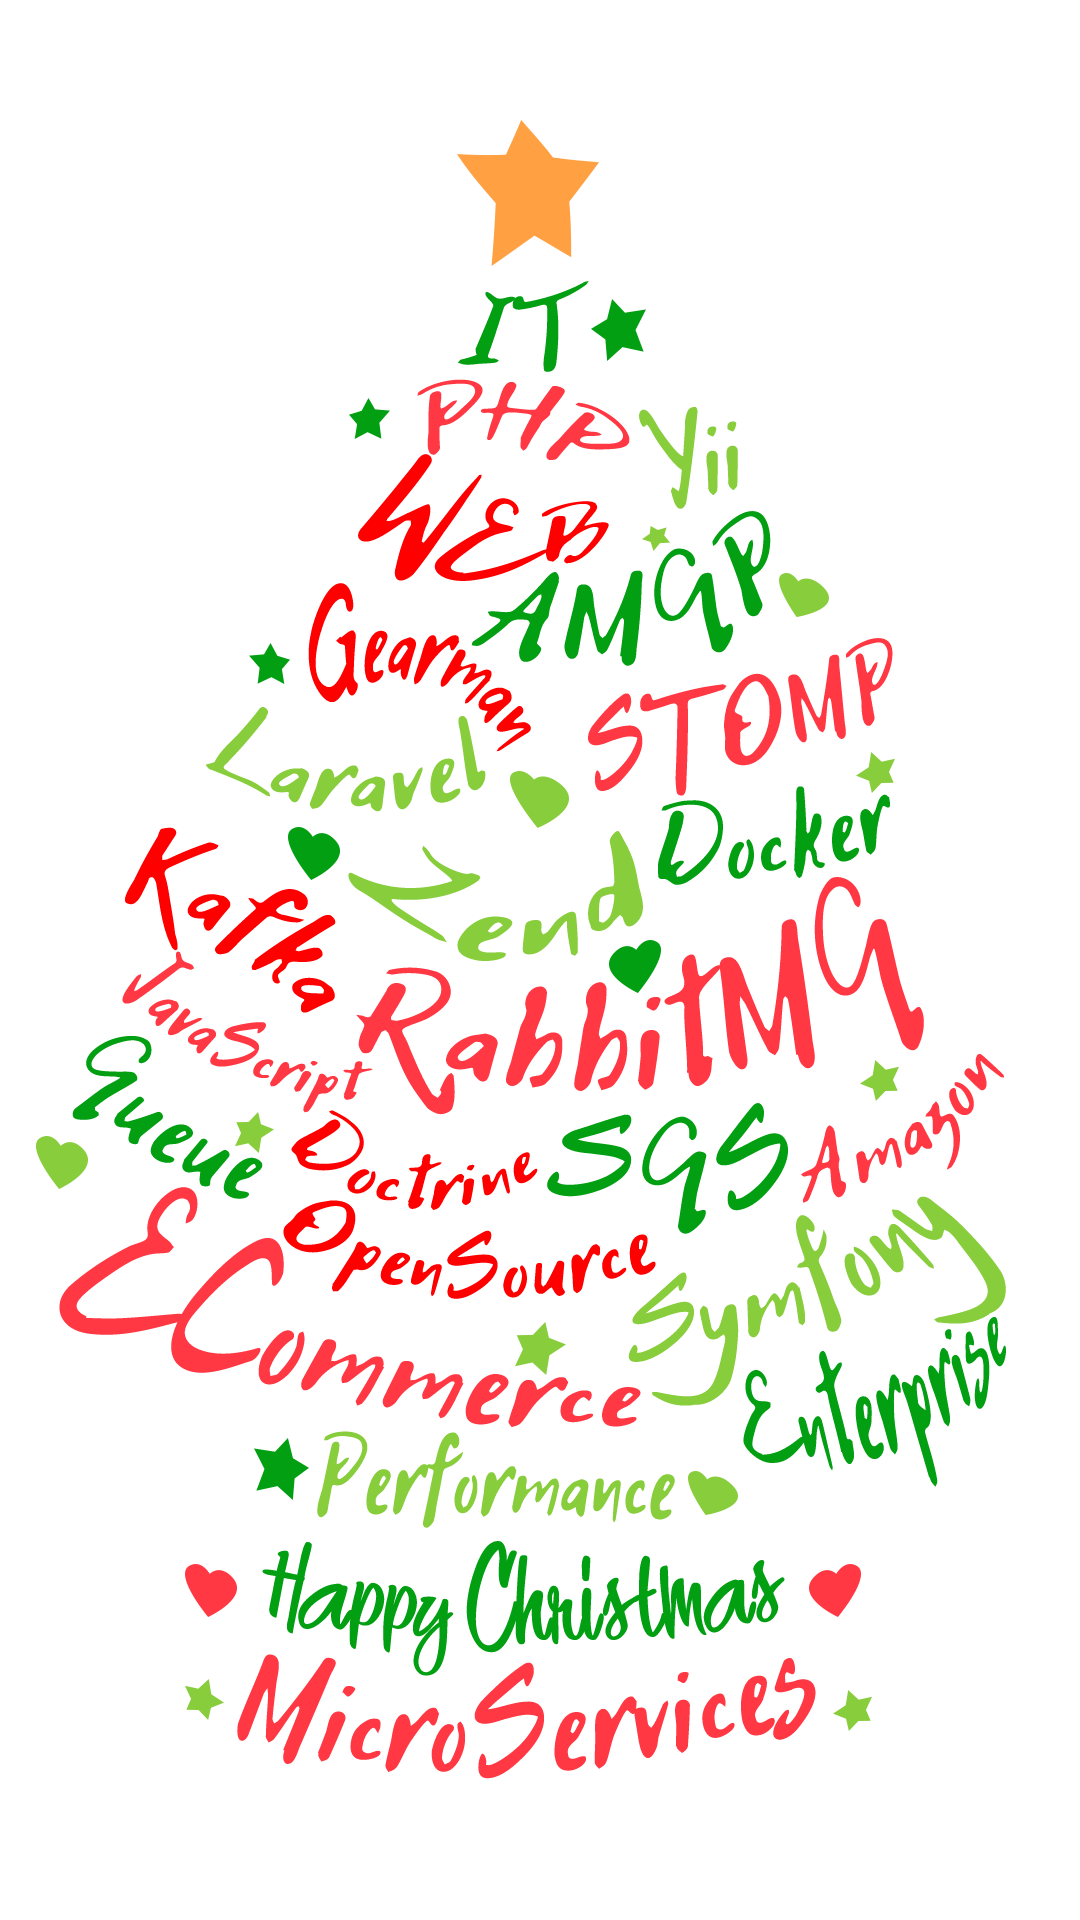 IT
PHP
Yii
WEB
AMQP
Gearman
STOMP
Laravel
Docker
Zend
Kafka
RabbitMQ
JavaScript
Queue
Doctrine
SQS
Amazon
OpenSource
Symfony
ECommerce
Enterprise
Performance
Happy Christmas
MicroServices